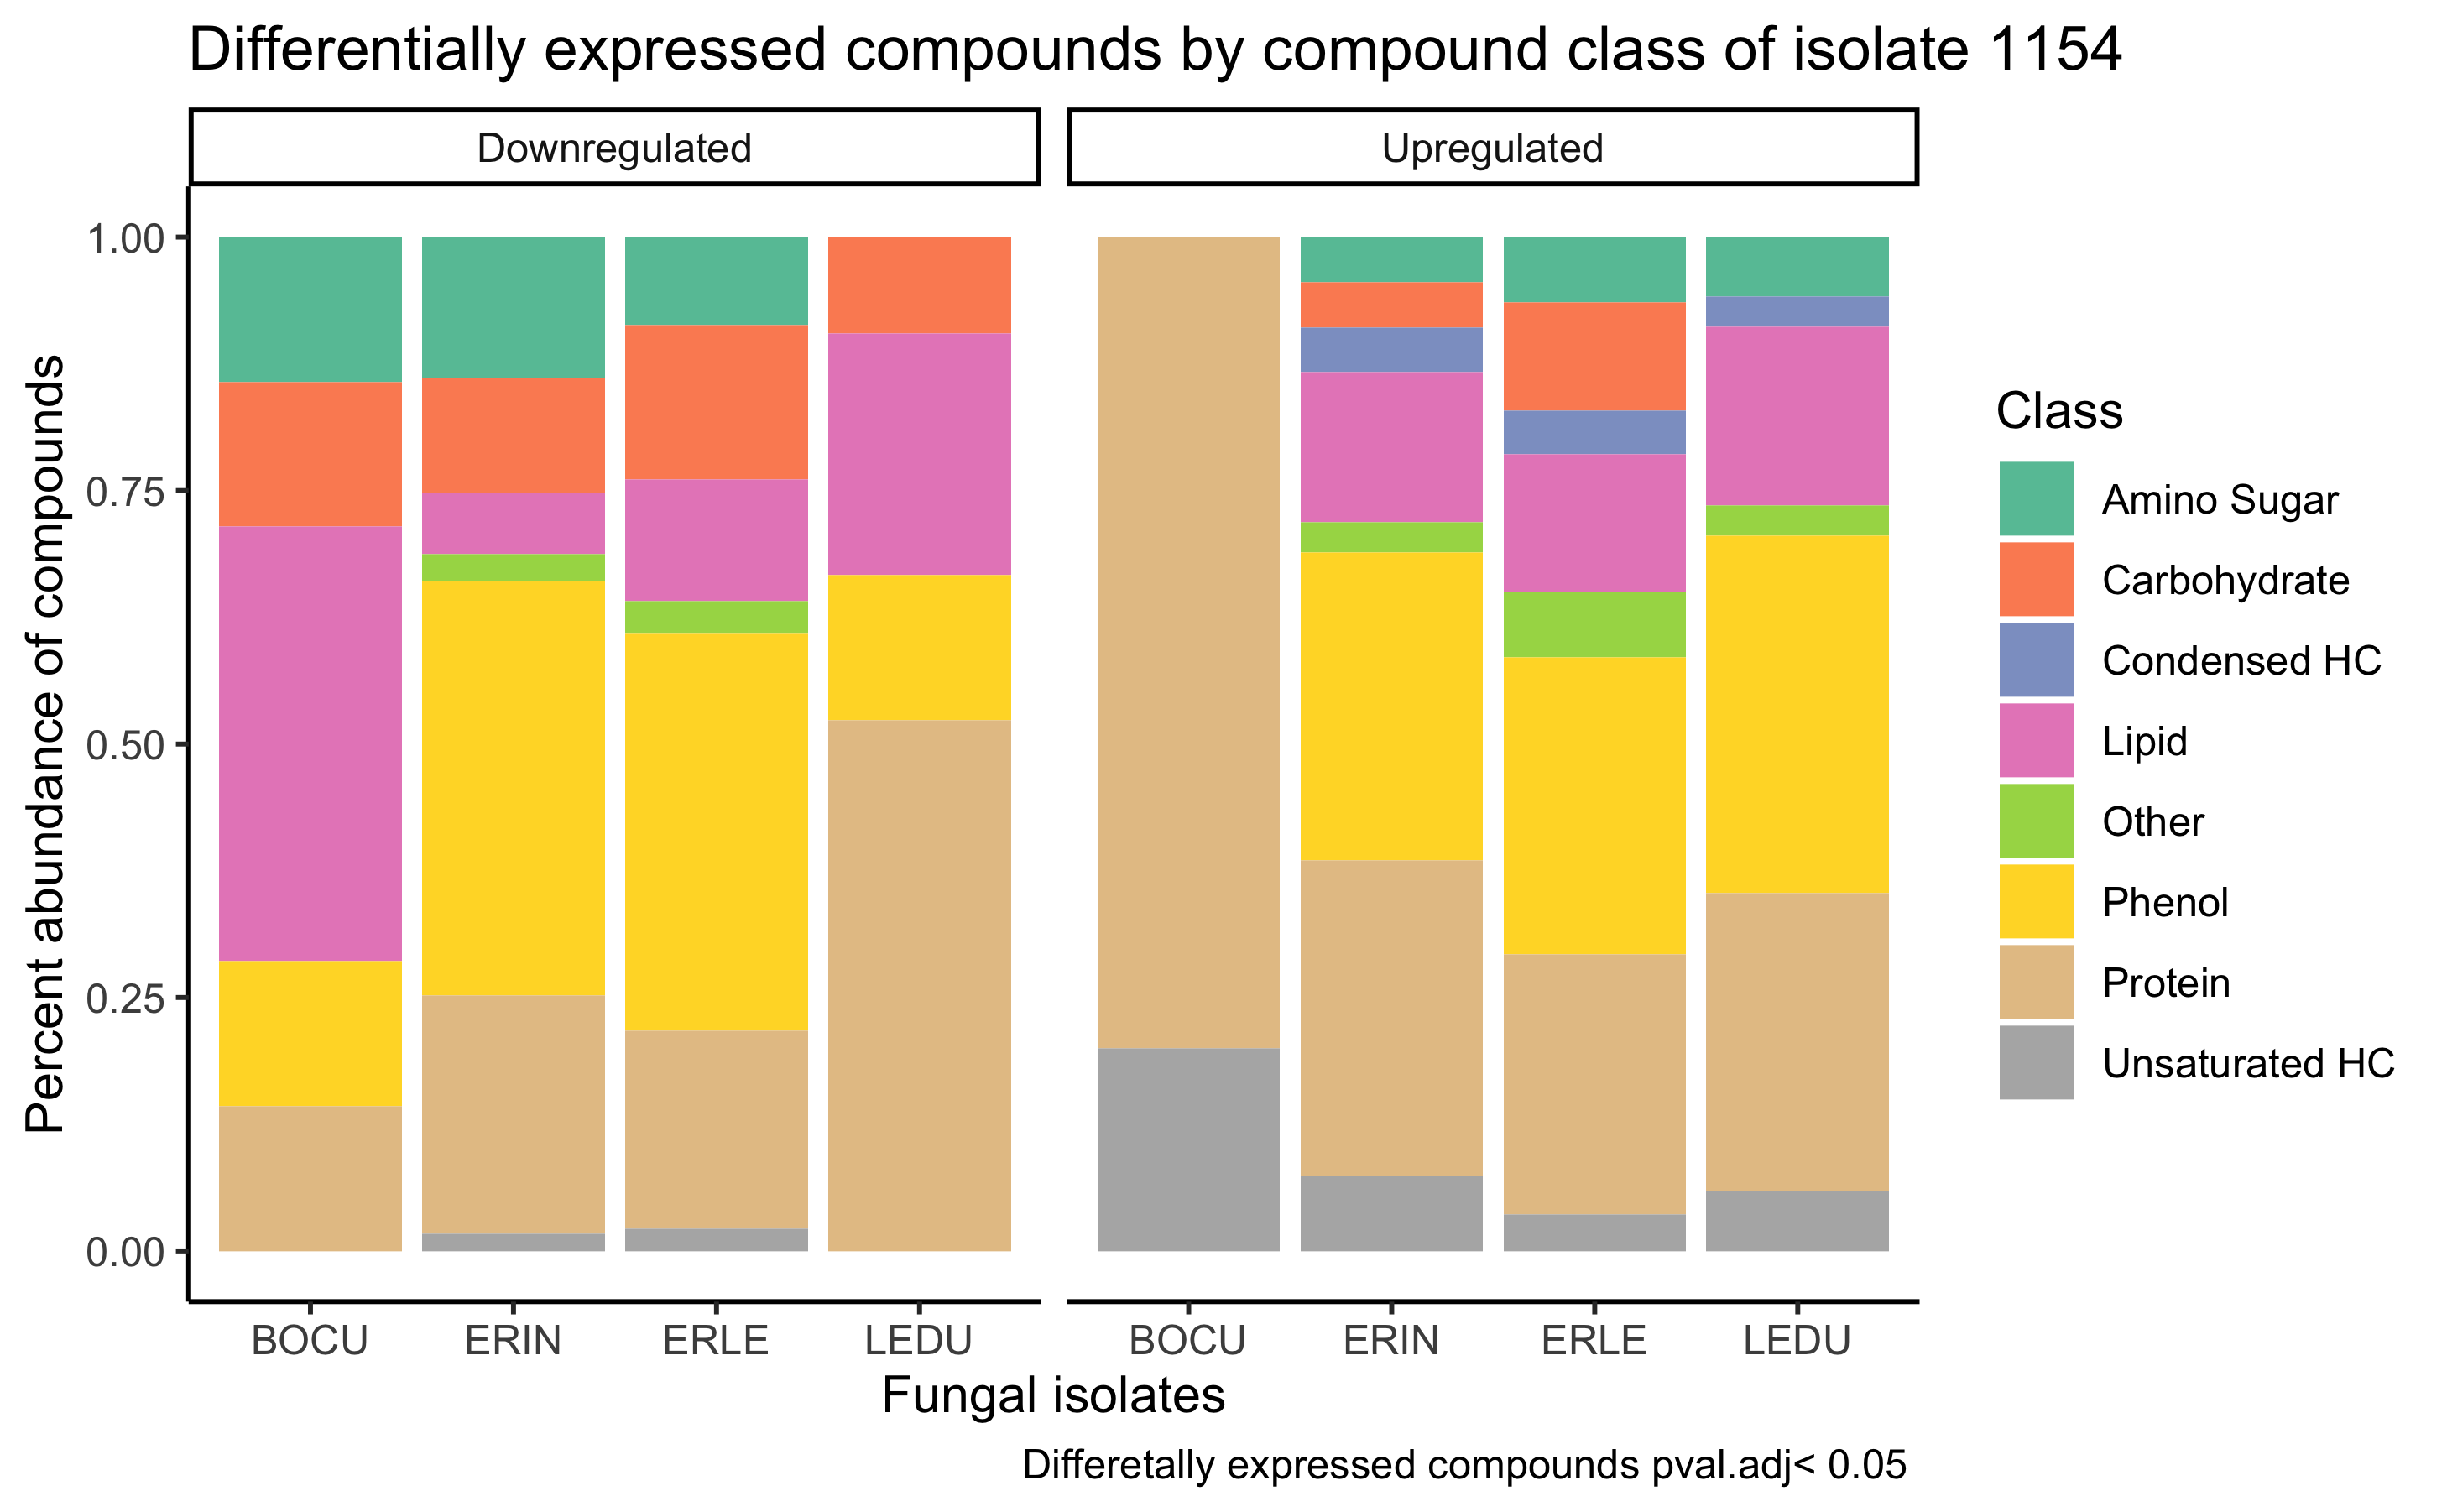 Differentially expressed compounds by compound class of isolate 1154
Downregulated
Upregulated
Percent abundance of compounds
1.00
0.75
0.50
0.25
0.00
BOCU
ERIN
ERLE
LEDU
BOCU
ERIN
ERLE
LEDU
Fungal isolates
Differetally expressed compounds pval.adj< 0.05
Class
Amino Sugar
Carbohydrate
Condensed HC
Lipid
Other
Phenol
Protein
Unsaturated HC